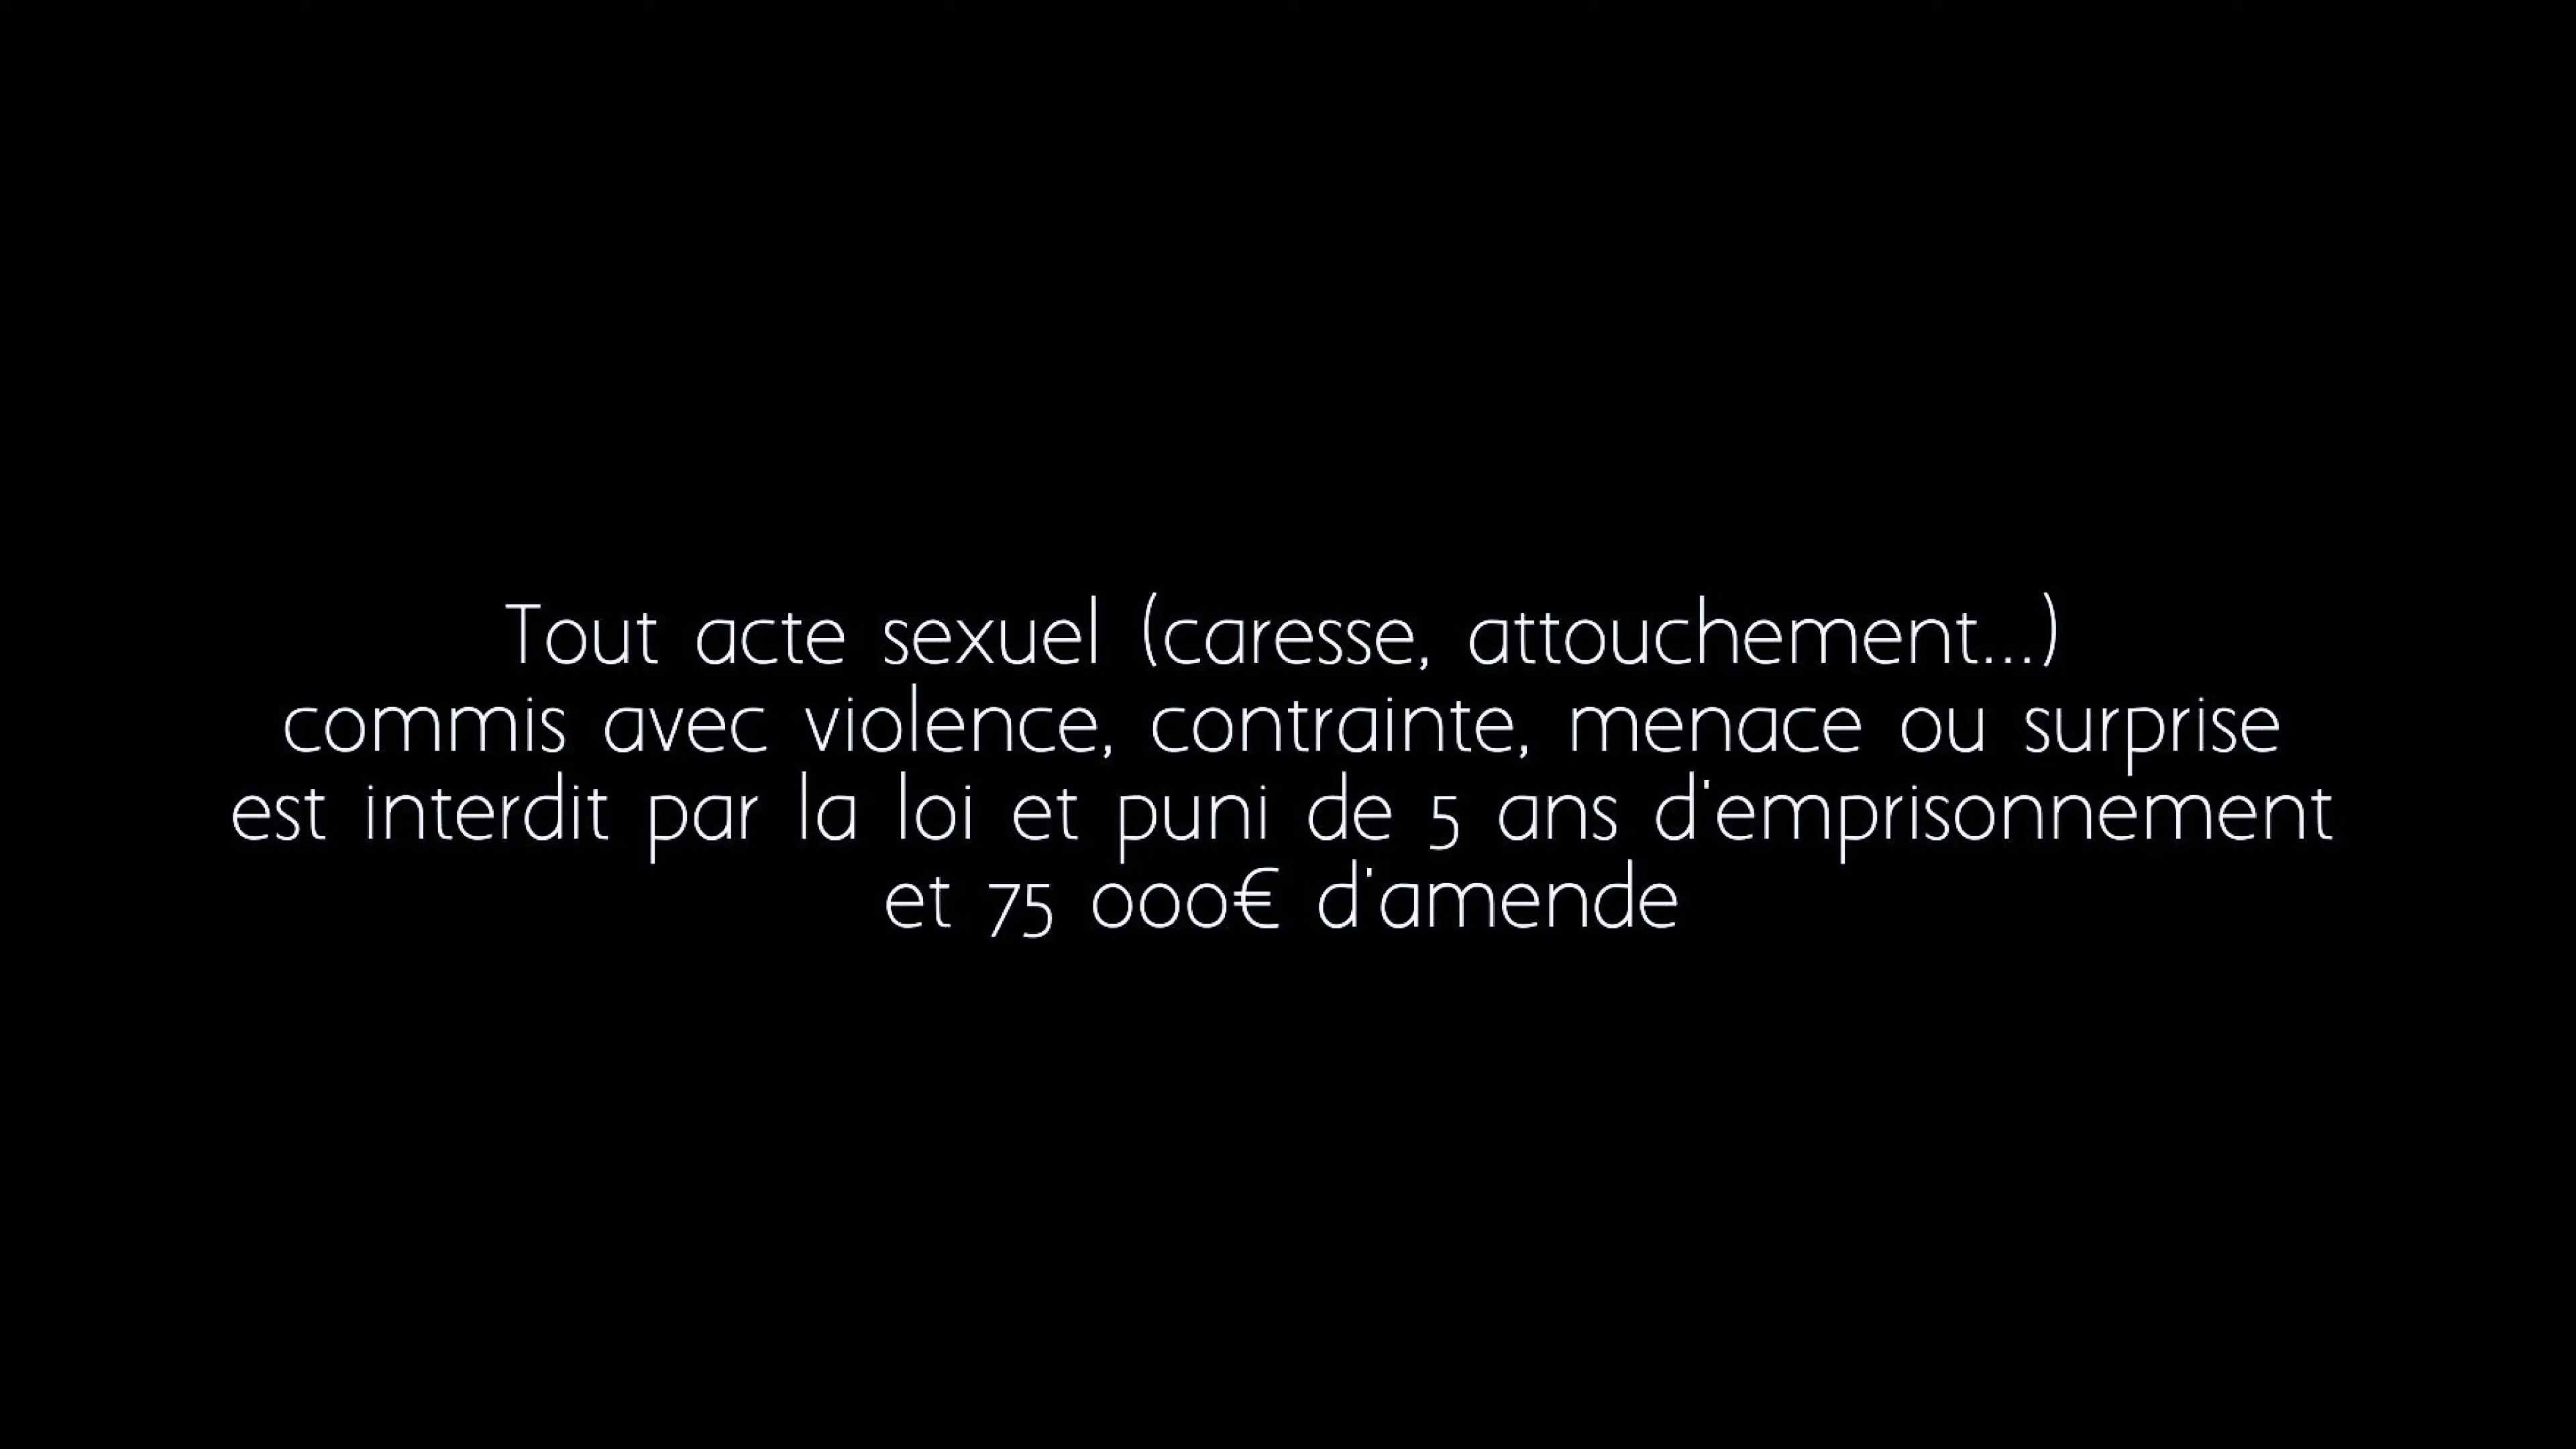 Tout acte sexuel (caresse, attouchement...)
commis avec violence, contrainte, menace ou surprise
est interdit par la loi et puni de 5 ans d'emprisonnement
et 75 000€ d'amende